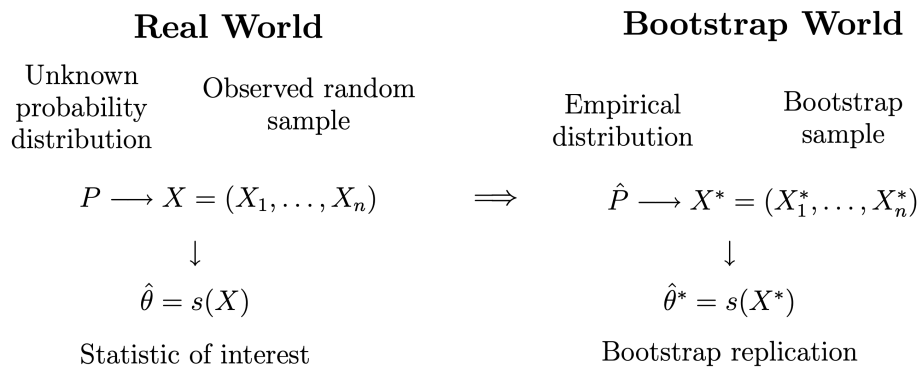 Real World
Unknown
probability
distribution
Observed random
sample
P ⟶ X = (X₁, . . . , Xₙ)
↓
θ̂ = s(X)
Statistic of interest
⟹
Bootstrap World
Empirical
distribution
Bootstrap
sample
P̂ ⟶ X* = (X₁*, . . . , Xₙ*)
↓
θ̂* = s(X*)
Bootstrap replication